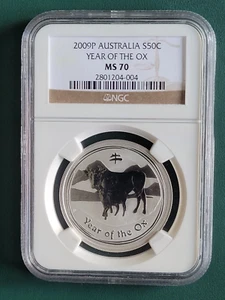 2009P AUSTRALIA S50C
YEAR OF THE OX
MS 70
2801204-004
NGC
牛
Year of the Ox